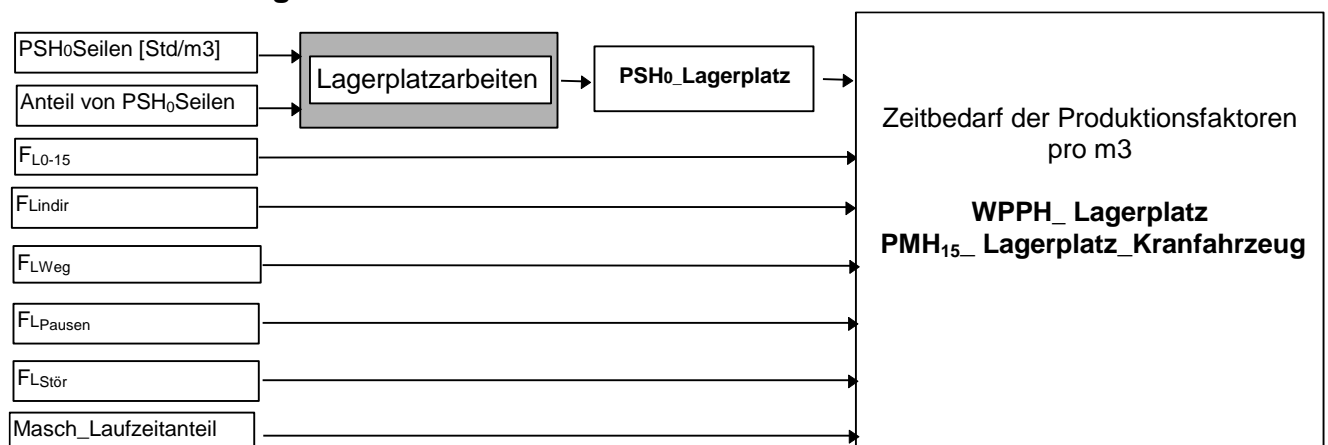 PSH0Seilen [Std/m3]
Anteil von PSH0Seilen
Lagerplatzarbeiten
PSH0_Lagerplatz
FL0-15
FLindir
FLWeg
FLPausen
FLStör
Masch_Laufzeitanteil
Zeitbedarf der Produktionsfaktoren
pro m3
WPPH_ Lagerplatz
PMH15_ Lagerplatz_Kranfahrzeug